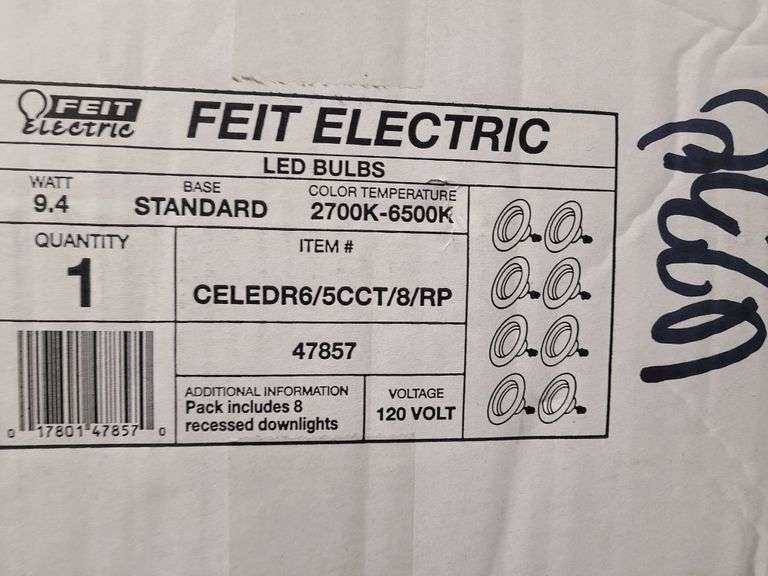 FEIT
Electric
FEIT ELECTRIC
LED BULBS
WATT
9.4
BASE
STANDARD
COLOR TEMPERATURE
2700K-6500K
QUANTITY
1
ITEM #
CELEDR6/5CCT/8/RP
47857
ADDITIONAL INFORMATION
Pack includes 8
recessed downlights
VOLTAGE
120 VOLT
0 17801 47857 0